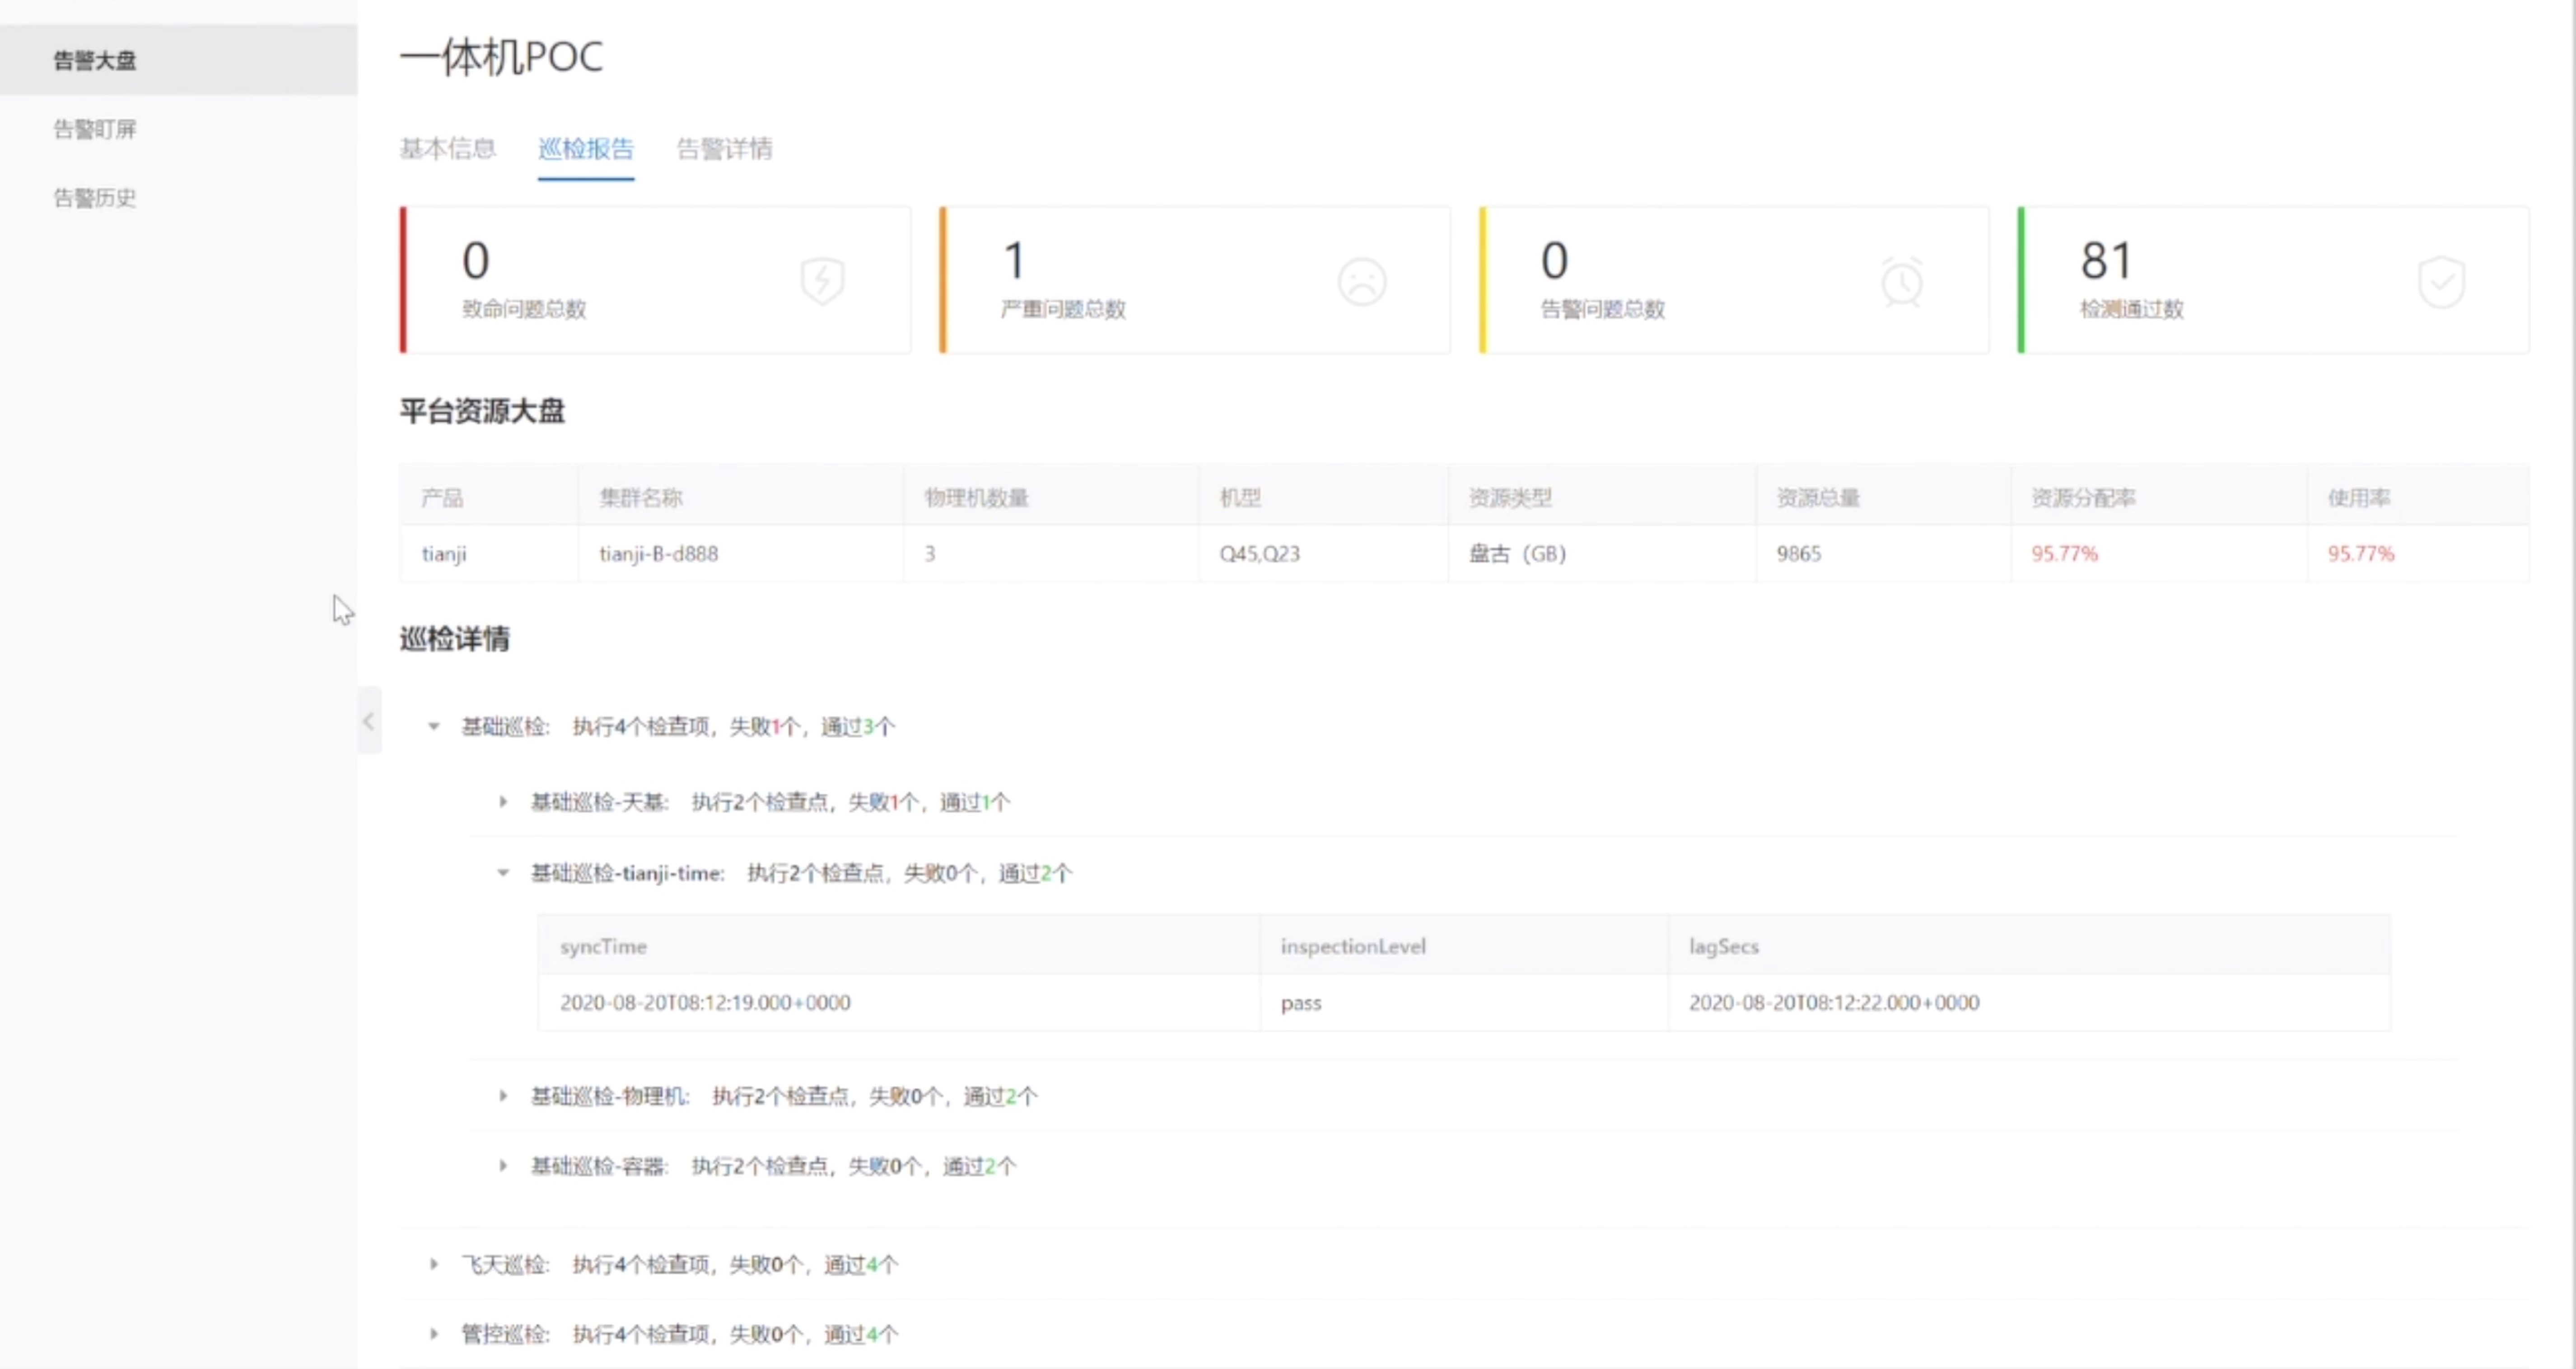 告警大盘
告警盯屏
告警历史
一体机POC
基本信息 巡检报告 告警详情
0 1 0 81
致命问题总数 严重问题总数 告警问题总数 检测通过数
平台资源大盘
产品 集群名称 物理机数量 机型 资源类型 资源总量 资源分配率 使用率
tianji tianji-B-d888 3 Q45,Q23 盘古（GB） 9865 95.77% 95.77%
巡检详情
基础巡检: 执行4个检查项，失败1个，通过3个
基础巡检-天基: 执行2个检查点，失败1个，通过1个
基础巡检-tianji-time: 执行2个检查点，失败0个，通过2个
syncTime inspectionLevel lagSecs
2020-08-20T08:12:19.000+0000 pass 2020-08-20T08:12:22.000+0000
基础巡检-物理机: 执行2个检查点，失败0个，通过2个
基础巡检-容器: 执行2个检查点，失败0个，通过2个
飞天巡检: 执行4个检查项，失败0个，通过4个
管控巡检: 执行4个检查项，失败0个，通过4个